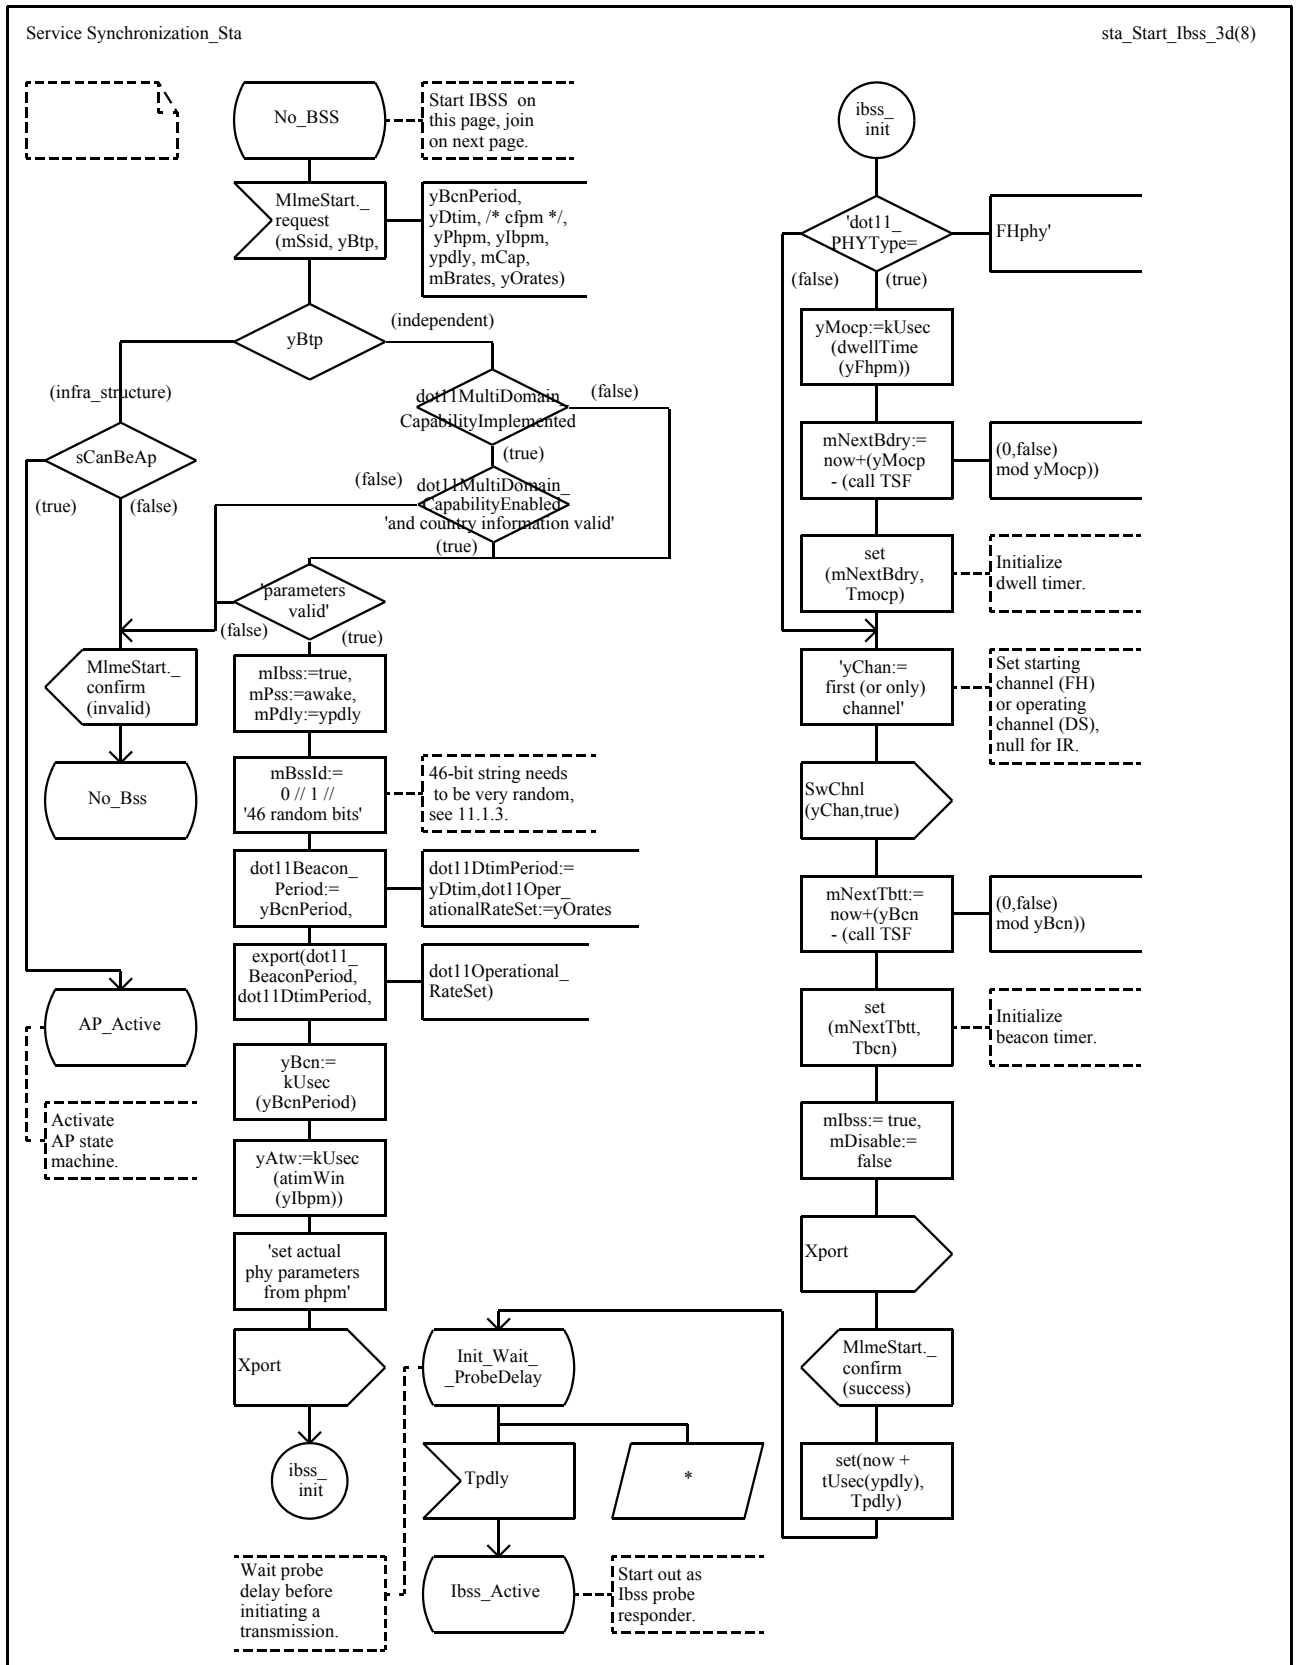 Service Synchronization_Sta
sta_Start_Ibss_3d(8)
No_BSS
Start IBSS on
this page, join
on next page.
MlmeStart._
request
(mSsid, yBtp,
yBcnPeriod,
yDtim, /* cfpm */,
yPhpm, yIbpm,
ypdly, mCap,
mBrates, yOrates)
yBtp
(independent)
(infra_structure)
dot11MultiDomain_
CapabilityImplemented
(false)
(true)
sCanBeAp
(true)
(false)
(false)
dot11MultiDomain_
CapabilityEnabled
'and country information valid'
(true)
'parameters
valid'
(false)
(true)
MlmeStart._
confirm
(invalid)
No_Bss
AP_Active
Activate
AP state
machine.
mIbss:=true,
mPss:=awake,
mPdly:=ypdly
mBssId:=
0 // 1 //
'46 random bits'
46-bit string needs
to be very random,
see 11.1.3.
dot11Beacon_
Period:=
yBcnPeriod,
dot11DtimPeriod:=
yDtim,dot11Oper_
ationalRateSet:=yOrates
export(dot11_
BeaconPeriod,
dot11DtimPeriod,
dot11Operational_
RateSet)
yBcn:=
kUsec
(yBcnPeriod)
yAtw:=kUsec
(atimWin
(yIbpm))
'set actual
phy parameters
from phpm'
Xport
ibss_
init
Wait probe
delay before
initiating a
transmission.
Init_Wait_
_ProbeDelay
Tpdly
*
Ibss_Active
Start out as
Ibss probe
responder.
ibss_
init
'dot11_
PHYType=
FHphy'
(false)
(true)
yMocp:=kUsec
(dwellTime
(yFhpm))
mNextBdry:=
now+(yMocp
- (call TSF
(0,false)
mod yMocp))
set
(mNextBdry,
Tmocp)
Initialize
dwell timer.
'yChan:=
first (or only)
channel'
Set starting
channel (FH)
or operating
channel (DS),
null for IR.
SwChnl
(yChan,true)
mNextTbtt:=
now+(yBcn
- (call TSF
(0,false)
mod yBcn))
set
(mNextTbtt,
Tbcn)
Initialize
beacon timer.
mIbss:= true,
mDisable:=
false
Xport
MlmeStart._
confirm
(success)
set(now +
tUsec(ypdly),
Tpdly)